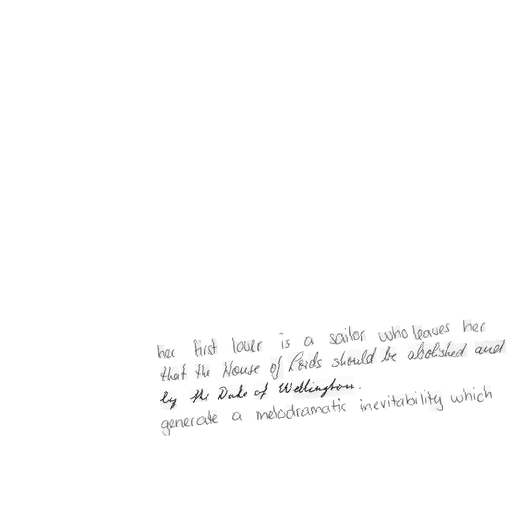 her first lover is a sailor who leaves her
that the House of Lords should be abolished and
by the Duke of Wellington.
generate a melodramatic inevitability which